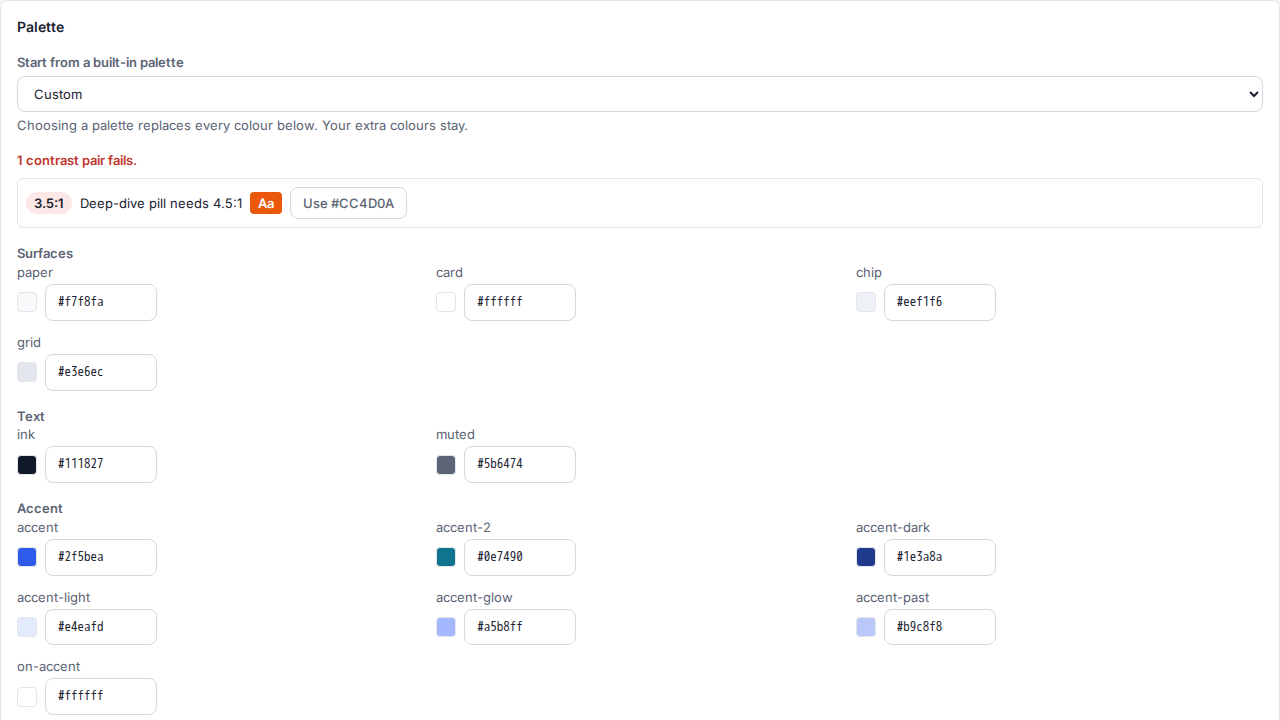 Palette
Start from a built-in palette
Custom
Choosing a palette replaces every colour below. Your extra colours stay.
1 contrast pair fails.
3.5:1 Deep-dive pill needs 4.5:1 Aa Use #CC4D0A
Surfaces
paper card chip
#f7f8fa #ffffff #eef1f6
grid
#e3e6ec
Text
ink muted
#111827 #5b6474
Accent
accent accent-2 accent-dark
#2f5bea #0e7490 #1e3a8a
accent-light accent-glow accent-past
#e4eafd #a5b8ff #b9c8f8
on-accent
#ffffff